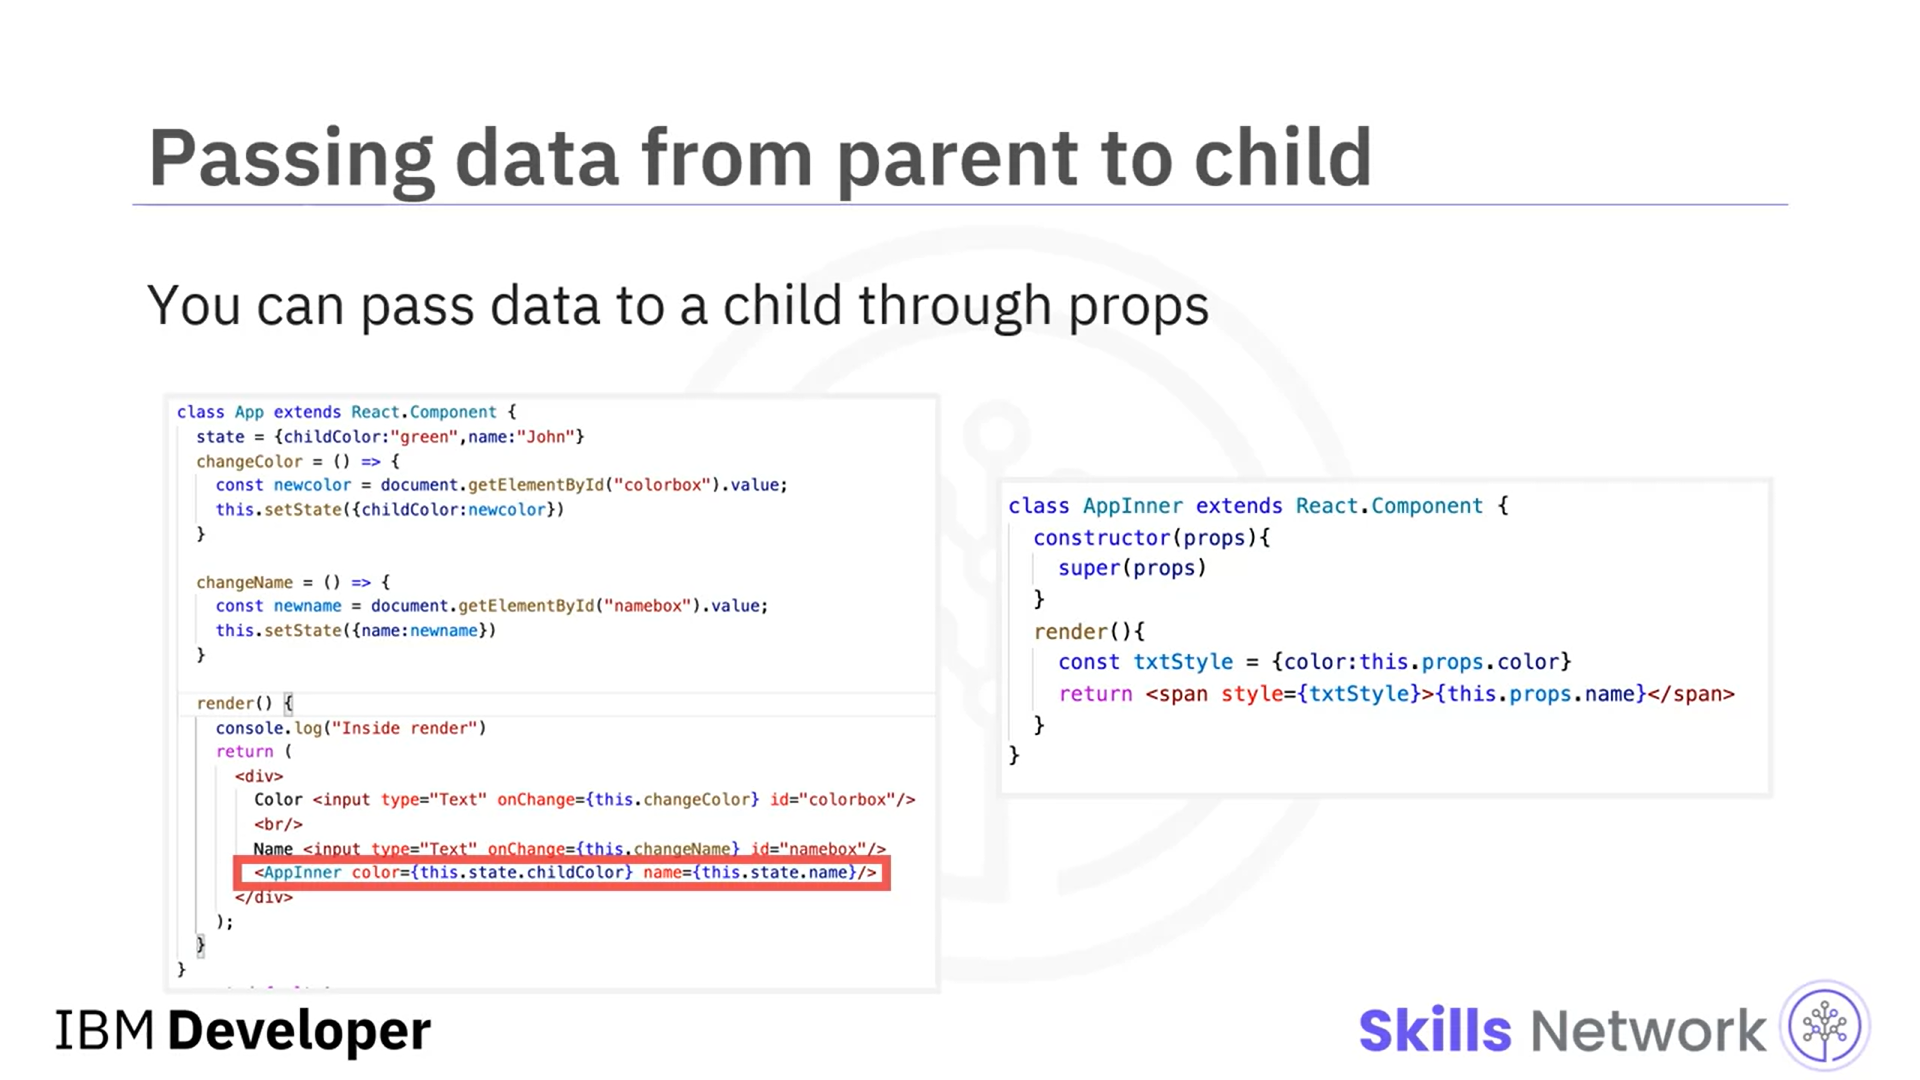 Passing data from parent to child
You can pass data to a child through props
class App extends React.Component {
state = {childColor:"green",name:"John"}
changeColor = () => {
const newcolor = document.getElementById("colorbox").value;
this.setState({childColor:newcolor})
}
changeName = () => {
const newname = document.getElementById("namebox").value;
this.setState({name:newname})
}
render() {
console.log("Inside render")
return (
<div>
Color <input type="Text" onChange={this.changeColor} id="colorbox"/>
<br/>
Name <input type="Text" onChange={this.changeName} id="namebox"/>
<AppInner color={this.state.childColor} name={this.state.name}/>
</div>
);
}
}
class AppInner extends React.Component {
constructor(props){
super(props)
}
render(){
const txtStyle = {color:this.props.color}
return <span style={txtStyle}>{this.props.name}</span>
}
}
IBM Developer
Skills Network